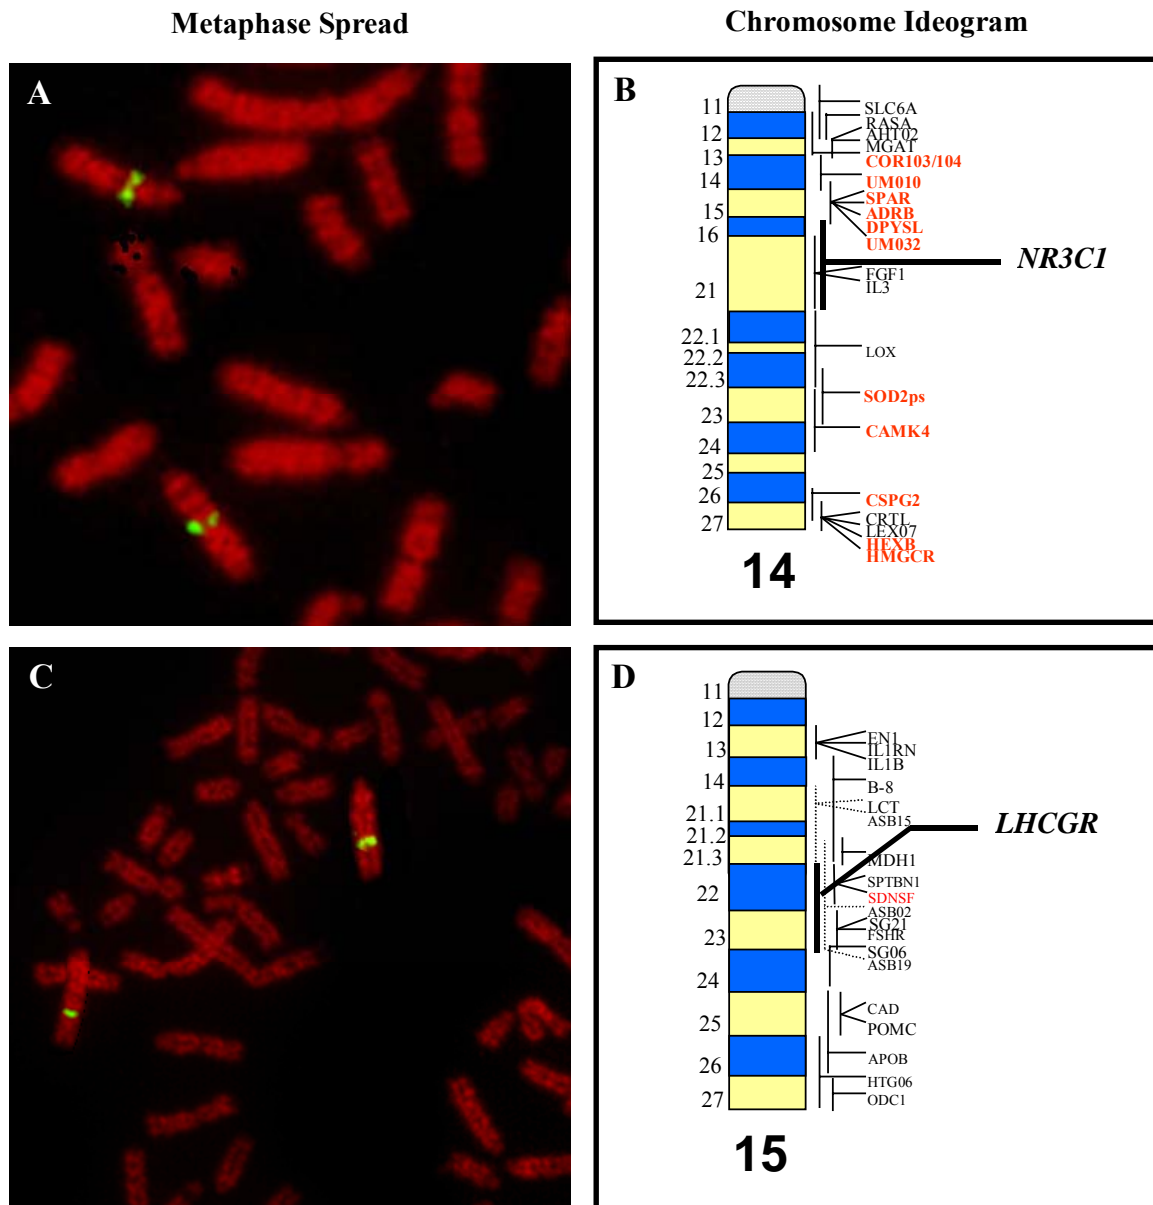 Metaphase Spread
Chromosome Ideogram
A
B
11
12
13
14
15
16
21
22.1
22.2
22.3
23
24
25
26
27
SLC6A
RASA
AHT02
MGAT
COR103/104
UM010
SPAR
ADRB
DPYSL
UM032
NR3C1
FGF1
IL3
LOX
SOD2ps
CAMK4
CSPG2
CRTL
LEX07
HEXB
HMGCR
14
C
D
11
12
13
14
21.1
21.2
21.3
22
23
24
25
26
27
EN1
IL1RN
IL1B
B-8
LCT
ASB15
LHCGR
MDH1
SPTBN1
SDNSF
ASB02
SG21
FSHR
SG06
ASB19
CAD
POMC
APOB
HTG06
ODC1
15